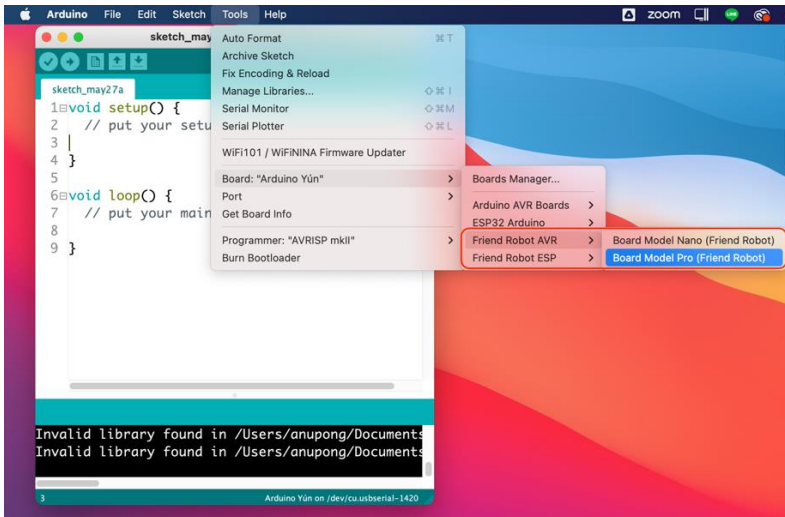 Arduino File Edit Sketch Tools Help zoom
sketch_may
sketch_may27a
1 void setup() {
2 // put your setu
3
4 }
5
6 void loop() {
7 // put your main
8
9 }
Auto Format ⌘T
Archive Sketch
Fix Encoding & Reload
Manage Libraries... ⇧⌘I
Serial Monitor ⇧⌘M
Serial Plotter ⇧⌘L
WiFi101 / WiFiNINA Firmware Updater
Board: "Arduino Yún"
Port
Get Board Info
Programmer: "AVRISP mkII"
Burn Bootloader
Boards Manager...
Arduino AVR Boards
ESP32 Arduino
Friend Robot AVR
Friend Robot ESP
Board Model Nano (Friend Robot)
Board Model Pro (Friend Robot)
Invalid library found in /Users/anupong/Documents
Invalid library found in /Users/anupong/Documents
3 Arduino Yún on /dev/cu.usbserial-1420